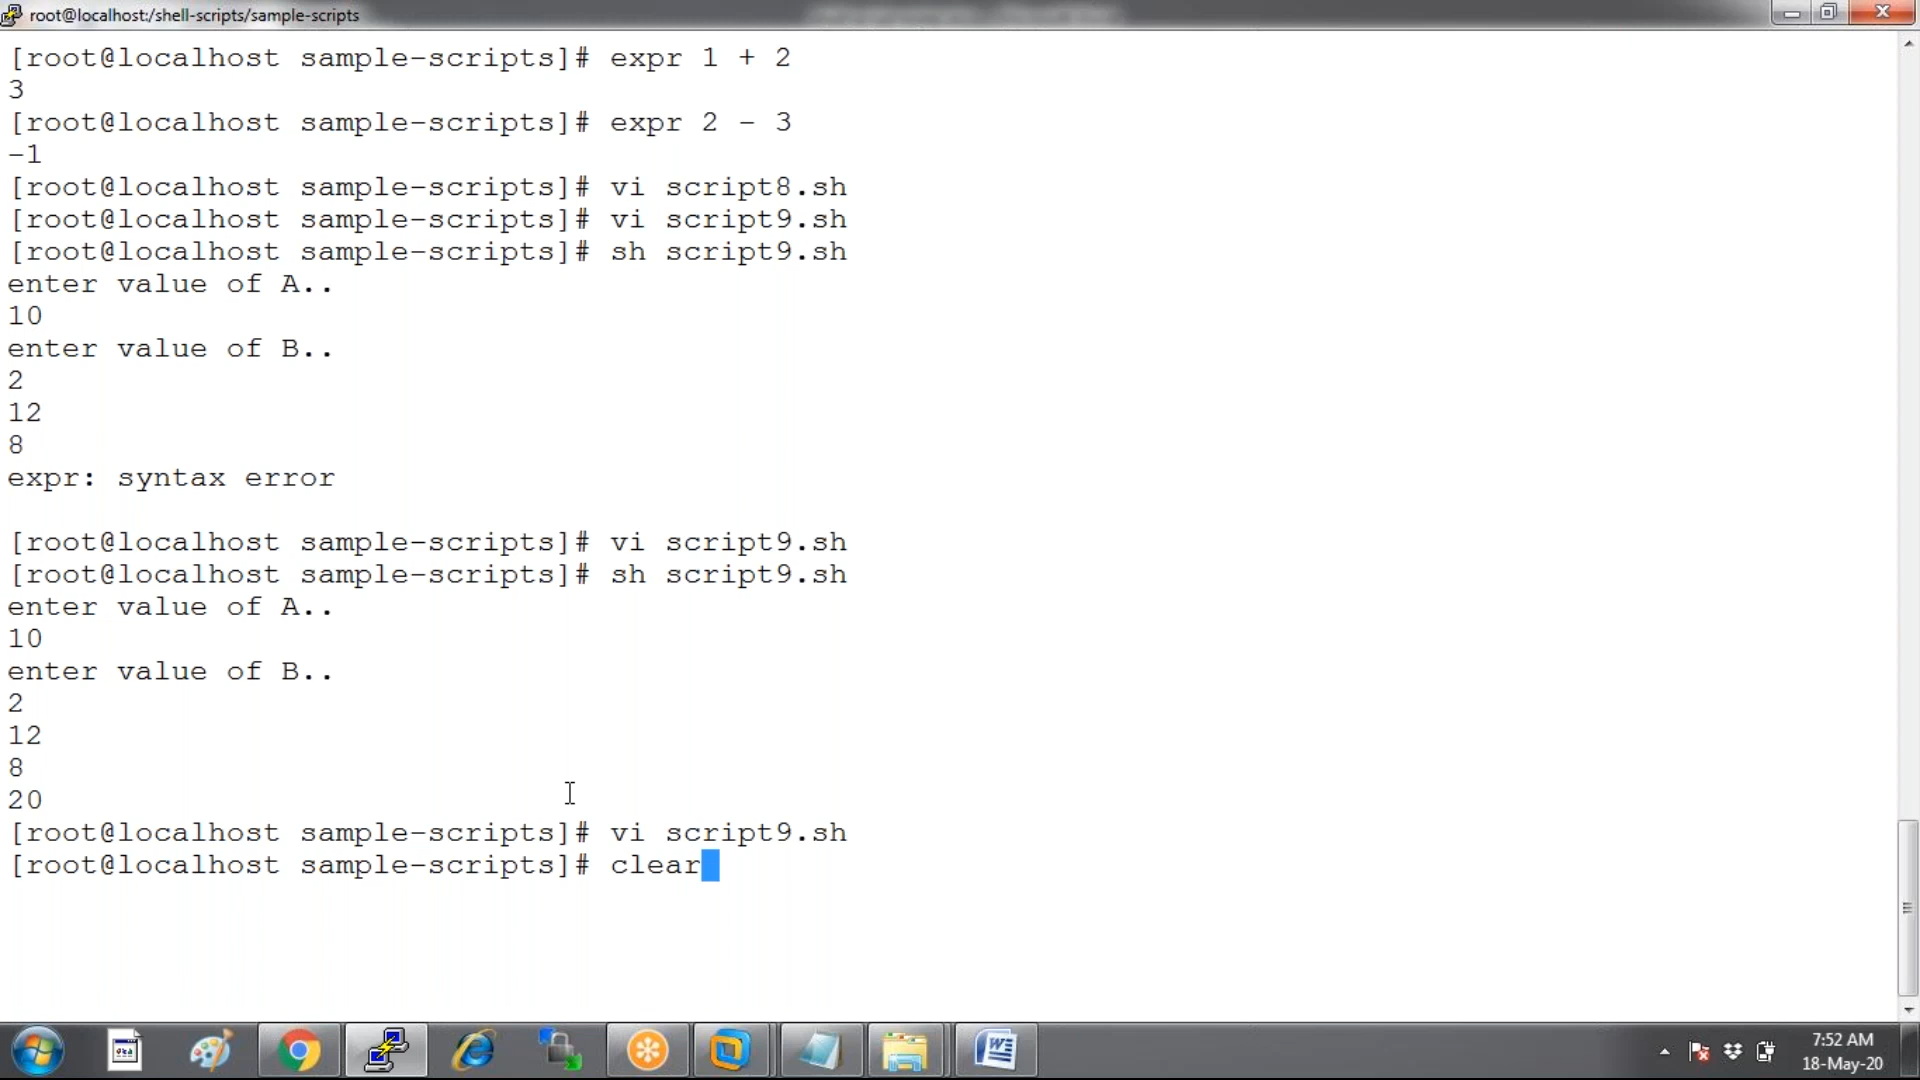 root@localhost:/shell-scripts/sample-scripts
[root@localhost sample-scripts]# expr 1 + 2
3
[root@localhost sample-scripts]# expr 2 - 3
-1
[root@localhost sample-scripts]# vi script8.sh
[root@localhost sample-scripts]# vi script9.sh
[root@localhost sample-scripts]# sh script9.sh
enter value of A..
10
enter value of B..
2
12
8
expr: syntax error
[root@localhost sample-scripts]# vi script9.sh
[root@localhost sample-scripts]# sh script9.sh
enter value of A..
10
enter value of B..
2
12
8
20
[root@localhost sample-scripts]# vi script9.sh
[root@localhost sample-scripts]# clear
7:52 AM
18-May-20